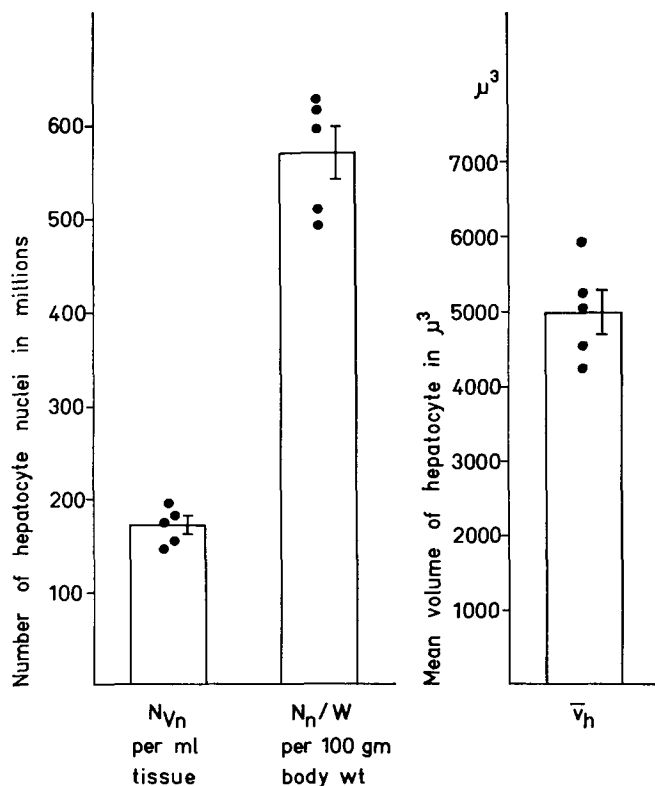 Number of hepatocyte nuclei in millions
600
500
400
300
200
100
N_Vn
per ml
tissue
N_n/W
per 100 gm
body wt
Mean volume of hepatocyte in μ³
μ³
7000
6000
5000
4000
3000
2000
1000
v̅_h